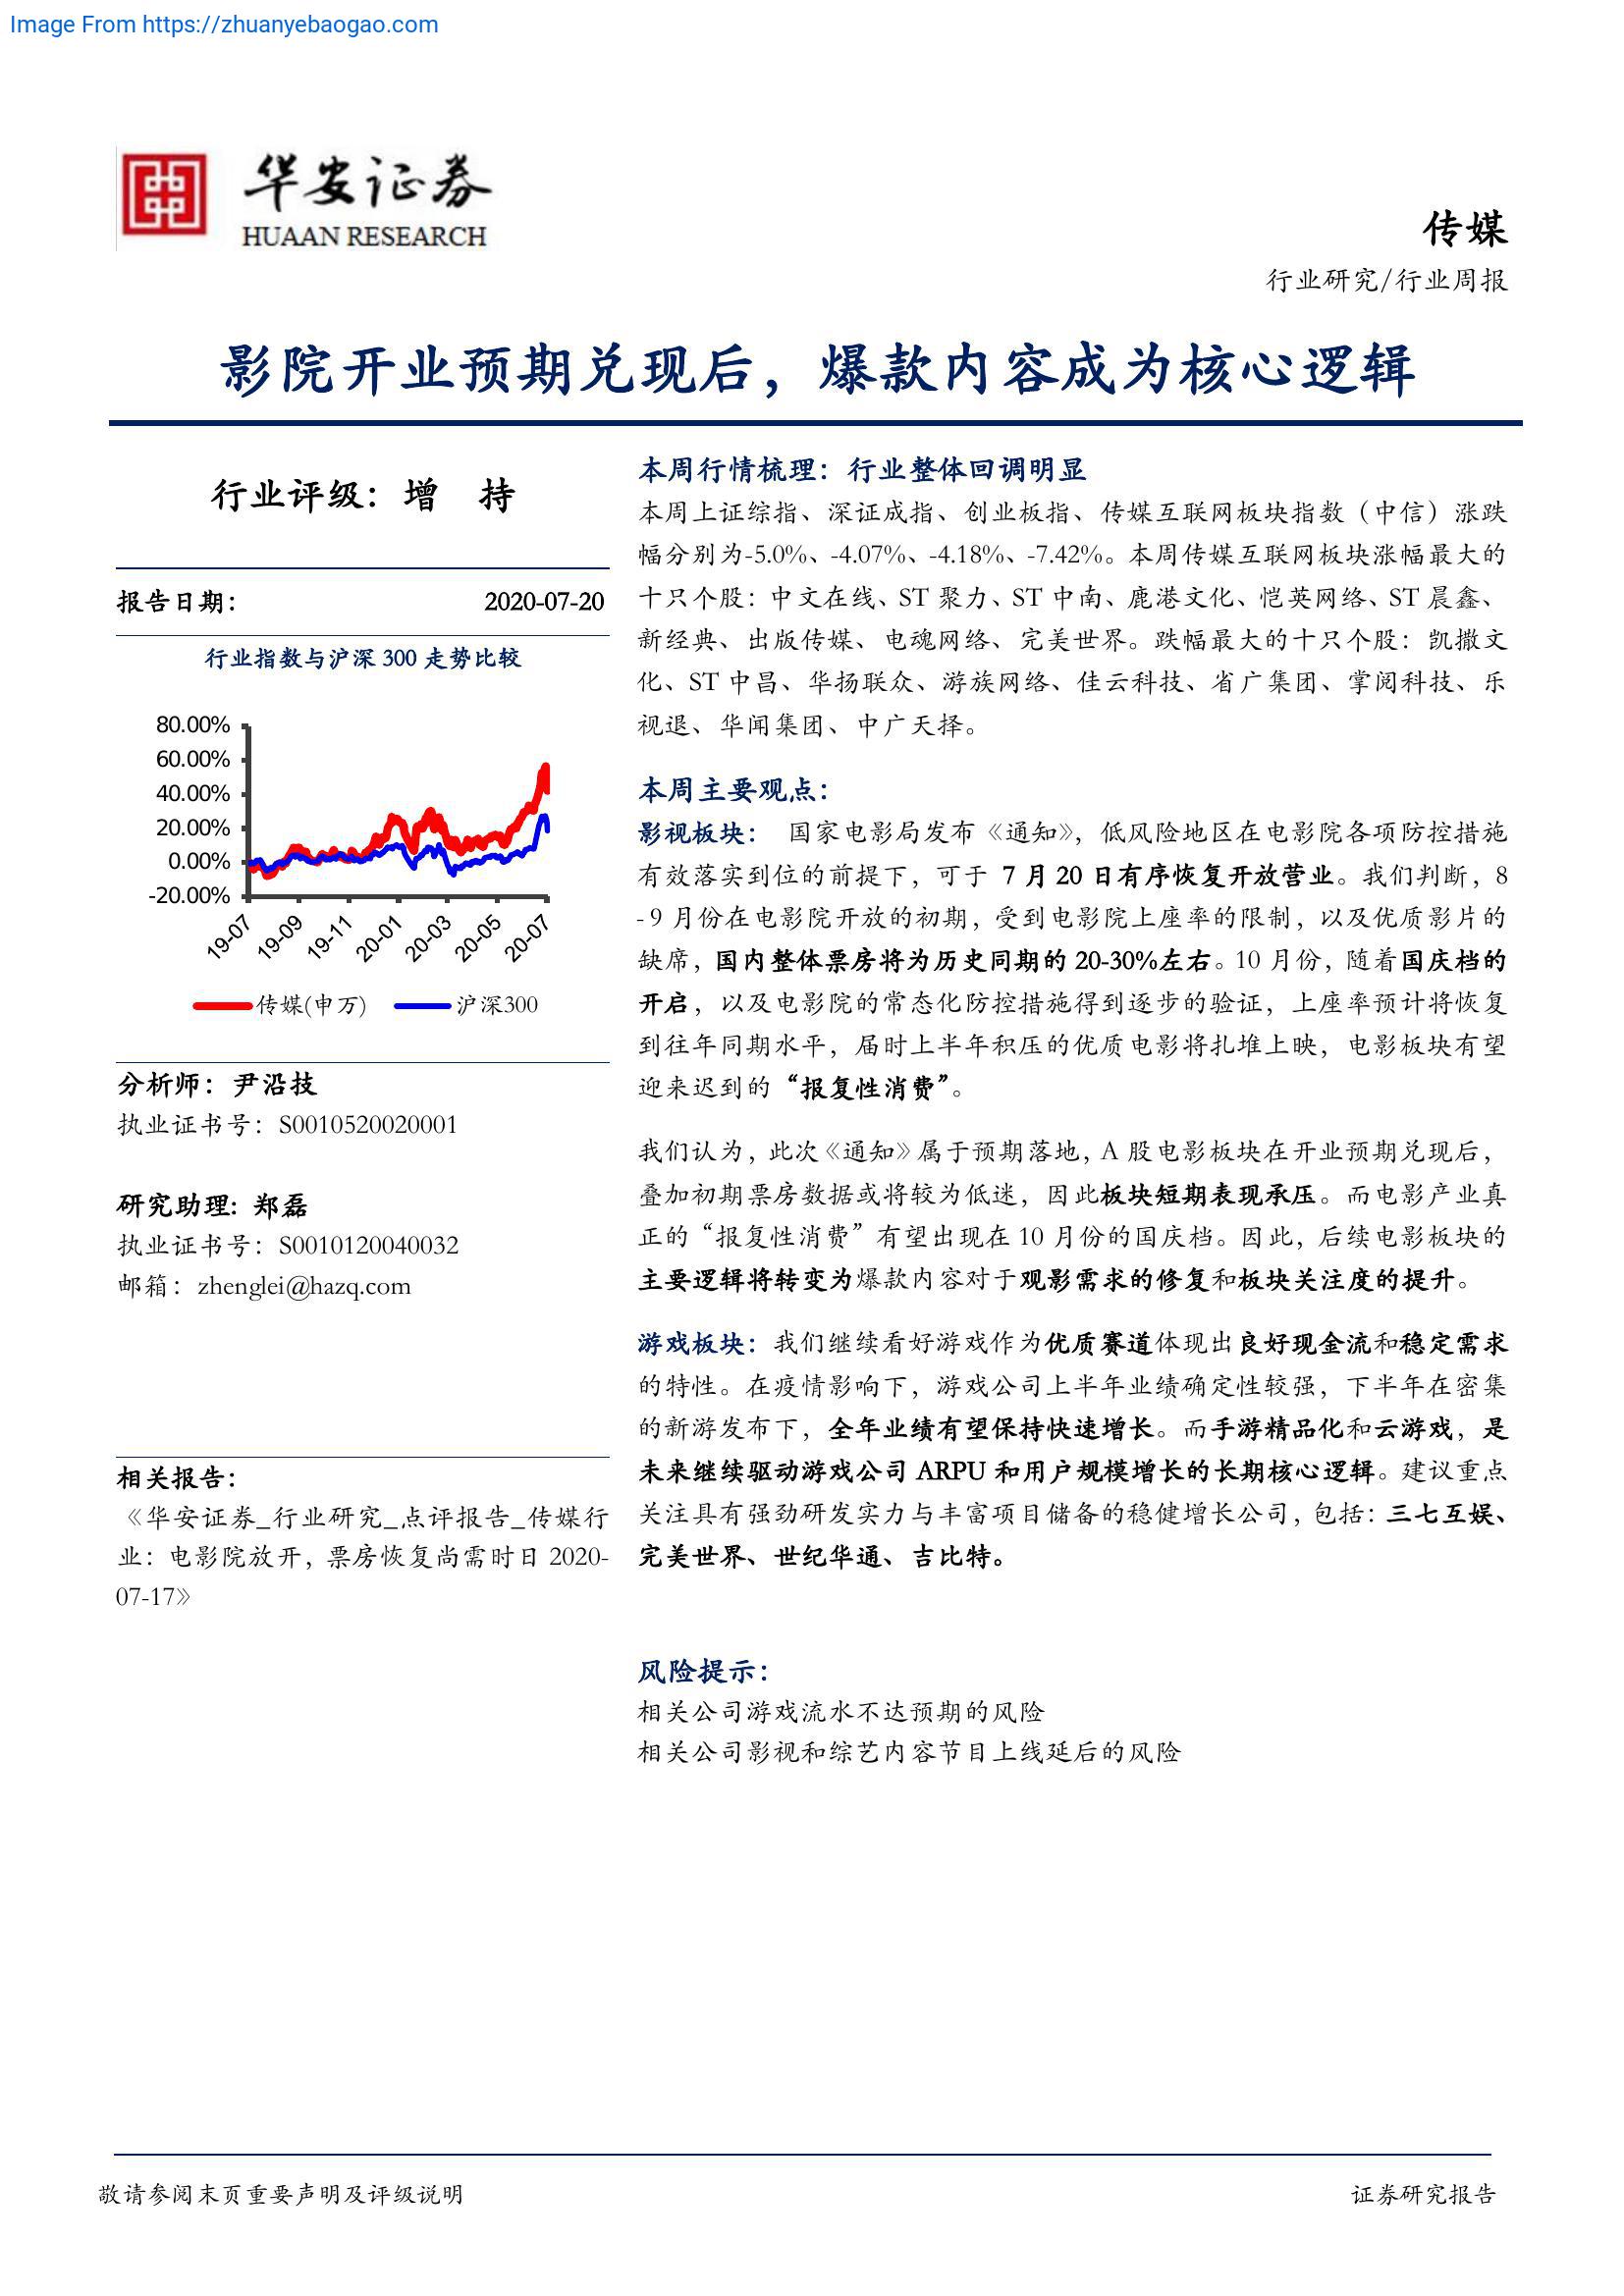 Image From https://zhuanyebaogao.com
华安证券
HUAAN RESEARCH
传媒
行业研究/行业周报
影院开业预期兑现后，爆款内容成为核心逻辑
行业评级：增 持
报告日期： 2020-07-20
行业指数与沪深 300 走势比较
80.00%
60.00%
40.00%
20.00%
0.00%
-20.00%
19-07 19-09 19-11 20-01 20-03 20-05 20-07
传媒(申万) 沪深300
分析师：尹沿技
执业证书号：S0010520020001
研究助理：郑磊
执业证书号：S0010120040032
邮箱：zhenglei@hazq.com
相关报告：
《华安证券_行业研究_点评报告_传媒行
业：电影院放开，票房恢复尚需时日 2020-
07-17》
本周行情梳理：行业整体回调明显
本周上证综指、深证成指、创业板指、传媒互联网板块指数（中信）涨跌
幅分别为-5.0%、-4.07%、-4.18%、-7.42%。本周传媒互联网板块涨幅最大的
十只个股：中文在线、ST 聚力、ST 中南、鹿港文化、恺英网络、ST 晨鑫、
新经典、出版传媒、电魂网络、完美世界。跌幅最大的十只个股：凯撒文
化、ST 中昌、华扬联众、游族网络、佳云科技、省广集团、掌阅科技、乐
视退、华闻集团、中广天择。
本周主要观点：
影视板块： 国家电影局发布《通知》，低风险地区在电影院各项防控措施
有效落实到位的前提下，可于 7 月 20 日有序恢复开放营业。我们判断，8
-9 月份在电影院开放的初期，受到电影院上座率的限制，以及优质影片的
缺席，国内整体票房将为历史同期的 20-30%左右。10 月份，随着国庆档的
开启，以及电影院的常态化防控措施得到逐步的验证，上座率预计将恢复
到往年同期水平，届时上半年积压的优质电影将扎堆上映，电影板块有望
迎来迟到的“报复性消费”。
我们认为，此次《通知》属于预期落地，A 股电影板块在开业预期兑现后，
叠加初期票房数据或将较为低迷，因此板块短期表现承压。而电影产业真
正的“报复性消费”有望出现在 10 月份的国庆档。因此，后续电影板块的
主要逻辑将转变为爆款内容对于观影需求的修复和板块关注度的提升。
游戏板块：我们继续看好游戏作为优质赛道体现出良好现金流和稳定需求
的特性。在疫情影响下，游戏公司上半年业绩确定性较强，下半年在密集
的新游发布下，全年业绩有望保持快速增长。而手游精品化和云游戏，是
未来继续驱动游戏公司 ARPU 和用户规模增长的长期核心逻辑。建议重点
关注具有强劲研发实力与丰富项目储备的稳健增长公司，包括：三七互娱、
完美世界、世纪华通、吉比特。
风险提示：
相关公司游戏流水不达预期的风险
相关公司影视和综艺内容节目上线延后的风险
敬请参阅末页重要声明及评级说明 证券研究报告